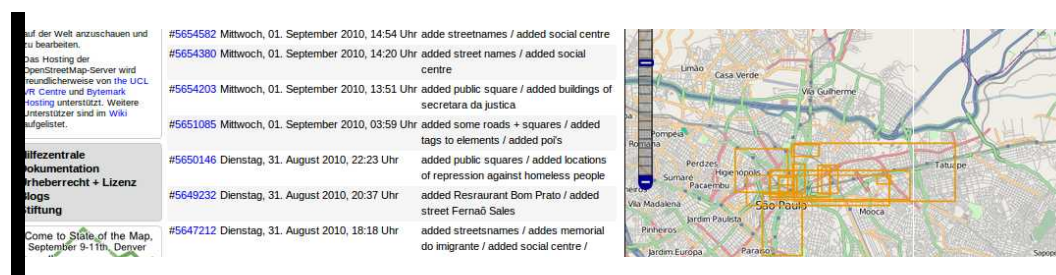 auf der Welt anzuschauen und
zu bearbeiten.
Das Hosting der
OpenStreetMap-Server wird
freundlicherweise von the UCL
VR Centre und Bytemark
Hosting unterstützt. Weitere
Unterstützer sind im Wiki
aufgelistet.
Hilfezentrale
Dokumentation
Urheberrecht + Lizenz
Blogs
Stiftung
Come to State of the Map,
September 9-11th, Denver
#5654582 Mittwoch, 01. September 2010, 14:54 Uhr adde streetnames / added social centre
#5654380 Mittwoch, 01. September 2010, 14:20 Uhr added street names / added social
centre
#5654203 Mittwoch, 01. September 2010, 13:51 Uhr added public square / added buildings of
secretara da justica
#5651085 Mittwoch, 01. September 2010, 03:59 Uhr added some roads + squares / added
tags to elements / added poi's
#5650146 Dienstag, 31. August 2010, 22:23 Uhr added public squares / added locations
of repression against homeless people
#5649232 Dienstag, 31. August 2010, 20:37 Uhr added Resraurant Bom Prato / added
street Fernaõ Sales
#5647212 Dienstag, 31. August 2010, 18:18 Uhr added streetsnames / addes memorial
do imigrante / added social centre /
Limão
Casa Verde
Vila Guilherme
Pompéia
Romana
Perdizes
Higienópolis
Tatuapé
Sumaré
Pacaembu
Vila Madalena
São Paulo
Mooca
Jardim Paulista
Pinheiros
Jardim Europa
Paraíso